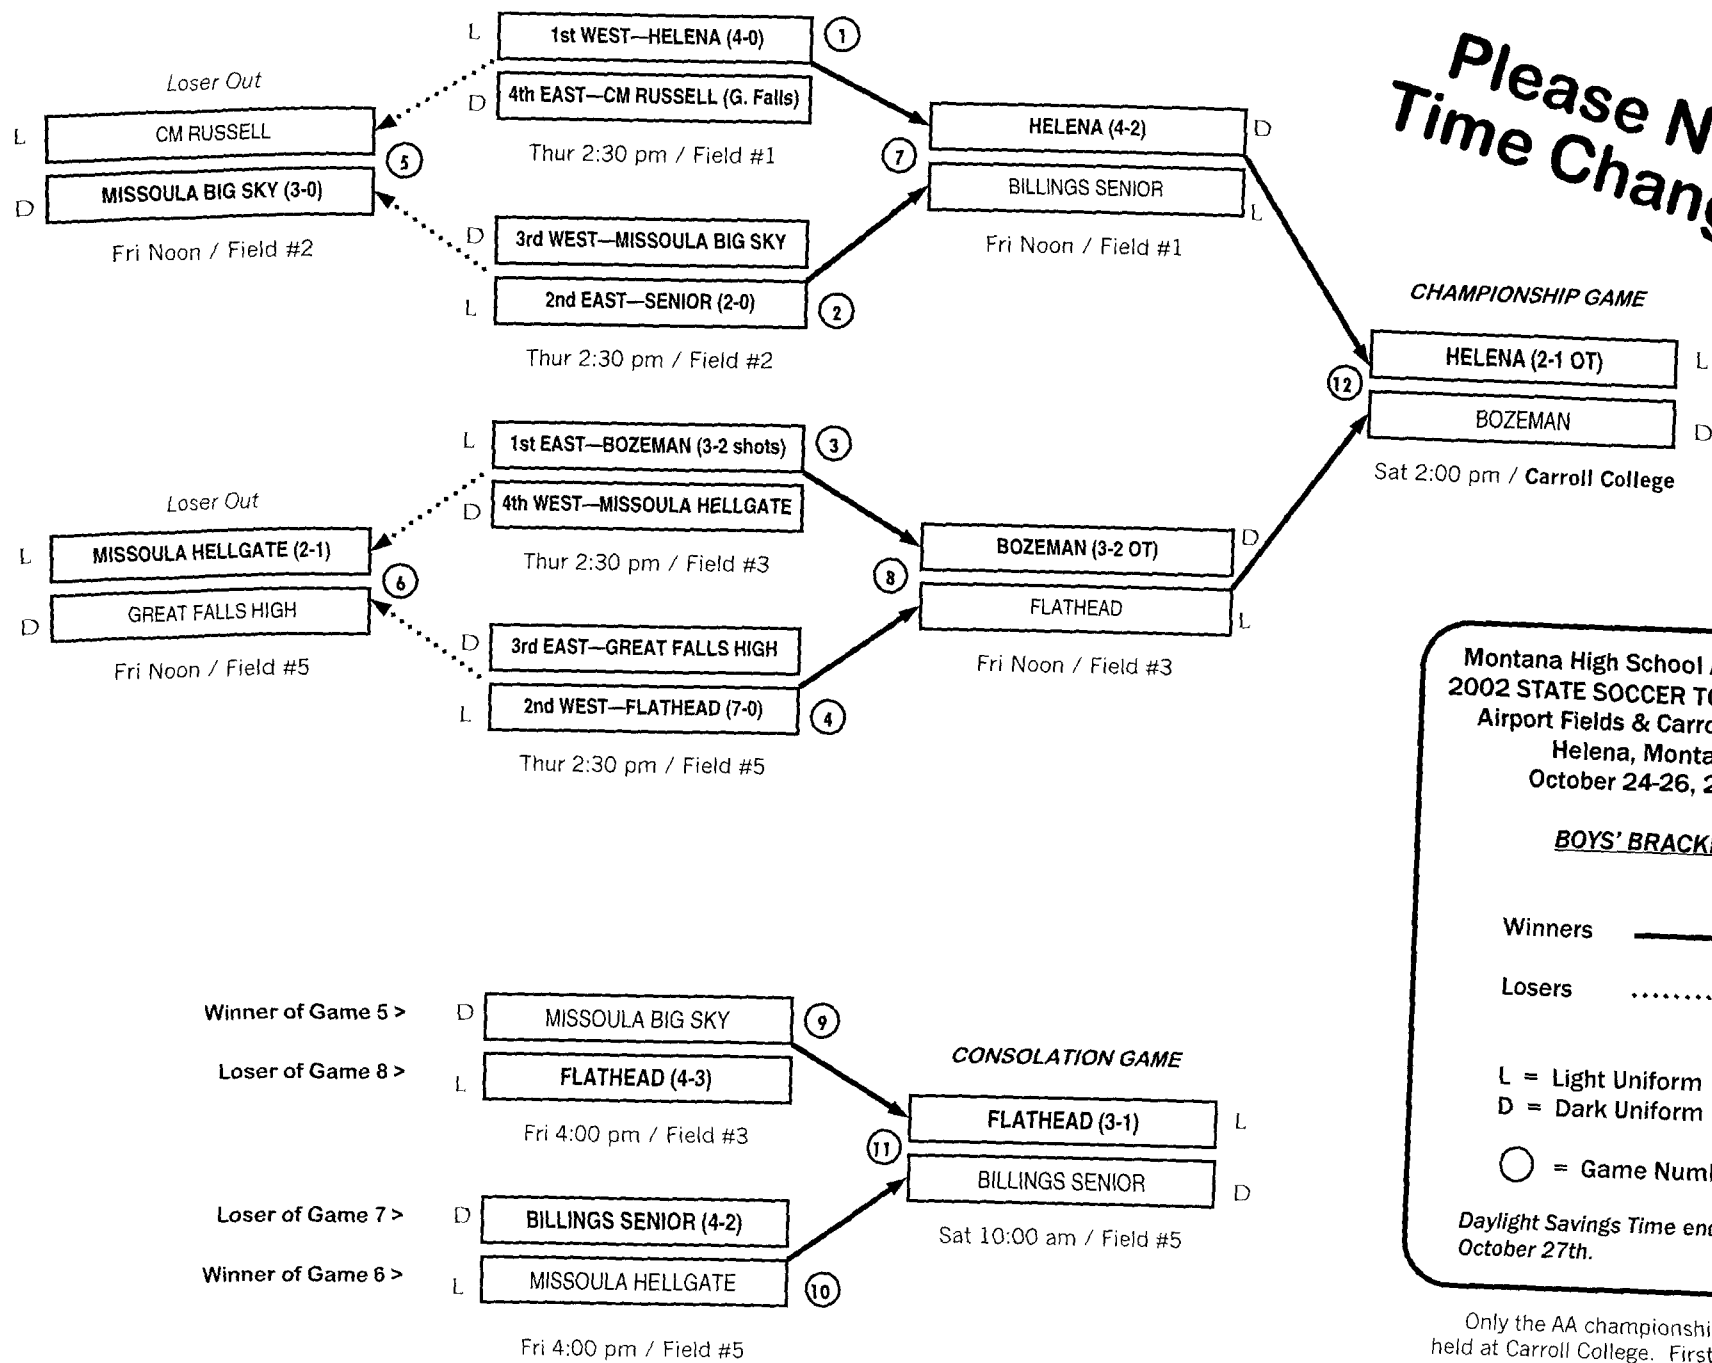 Please
Time
L
1st WEST—HELENA (4-0)
1
D
4th EAST—CM RUSSELL (G. Falls)
Thur 2:30 pm / Field #1
Loser Out
L
CM RUSSELL
5
D
MISSOULA BIG SKY (3-0)
Fri Noon / Field #2
D
3rd WEST—MISSOULA BIG SKY
L
2nd EAST—SENIOR (2-0)
2
Thur 2:30 pm / Field #2
HELENA (4-2)
D
7
BILLINGS SENIOR
L
Fri Noon / Field #1
CHAMPIONSHIP GAME
HELENA (2-1 OT)
L
12
BOZEMAN
D
Sat 2:00 pm / Carroll College
L
1st EAST—BOZEMAN (3-2 shots)
3
D
4th WEST—MISSOULA HELLGATE
Thur 2:30 pm / Field #3
Loser Out
L
MISSOULA HELLGATE (2-1)
6
D
GREAT FALLS HIGH
Fri Noon / Field #5
D
3rd EAST—GREAT FALLS HIGH
L
2nd WEST—FLATHEAD (7-0)
4
Thur 2:30 pm / Field #5
BOZEMAN (3-2 OT)
D
8
FLATHEAD
L
Fri Noon / Field #3
Montana High School
2002 STATE SOCCER
Airport Fields &
Helena,
October 24-26,
BOYS'
Winners
Losers
L = Light Uniform
D = Dark Uniform
= Game
Daylight Savings Time
October 27th.
Only the AA
held at Carroll College. First
Winner of Game 5 >
D
MISSOULA BIG SKY
9
Loser of Game 8 >
L
FLATHEAD (4-3)
Fri 4:00 pm / Field #3
Loser of Game 7 >
D
BILLINGS SENIOR (4-2)
Winner of Game 6 >
L
MISSOULA HELLGATE
10
Fri 4:00 pm / Field #5
CONSOLATION GAME
FLATHEAD (3-1)
L
11
BILLINGS SENIOR
D
Sat 10:00 am / Field #5